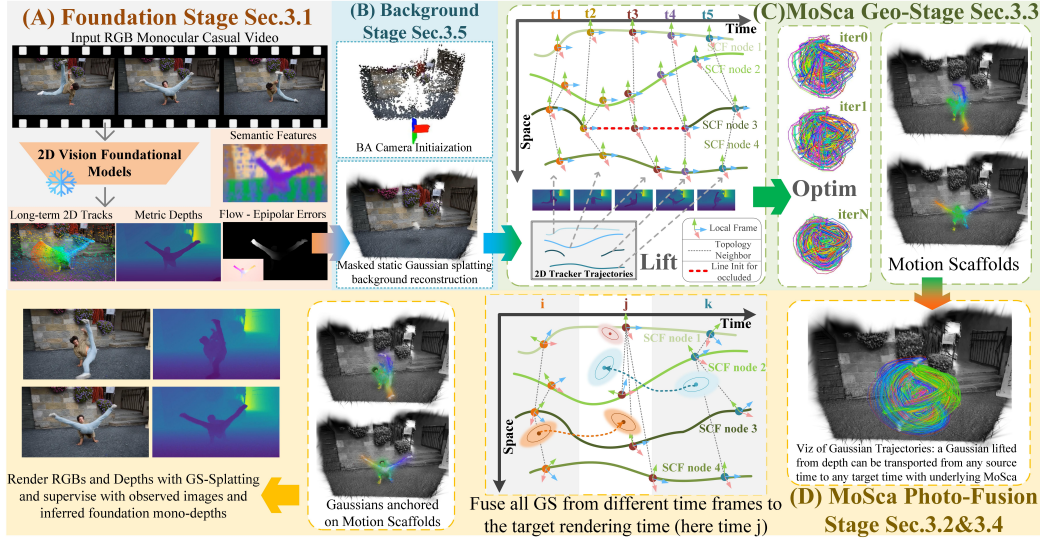 (A) Foundation Stage Sec.3.1
Input RGB Monocular Casual Video
2D Vision Foundational
Models
Semantic
Features
Long-term 2D Tracks
Metric Depths
Flow - Epipolar Errors
(B) Background
Stage Sec.3.5
BA Camera Initiaization
Masked static Gaussian splatting
background reconstruction
t1
t2
t3
t4
t5
Time
Space
SCF node 1
SCF node 2
SCF node 3
SCF node 4
2D Tracker Trajectories
Lift
Local Frame
Topology
Neighbor
Line Init for
occluded
(C)MoSca Geo-Stage Sec.3.3
iter0
iter1
Optim
iterN
Motion Scaffolds
Render RGBs and Depths with GS-Splatting
and supervise with observed images and
inferred foundation mono-depths
Gaussians anchored
on Motion Scaffolds
i
j
k
Time
Space
SCF node 1
SCF node 2
SCF node 3
SCF node 4
Fuse all GS from different time frames to
the target rendering time (here time j)
Viz of Gaussian Trajectories: a Gaussian lifted
from depth can be transported from any source
time to any target time with underlying MoSca
(D) MoSca Photo-Fusion
Stage Sec.3.2&3.4